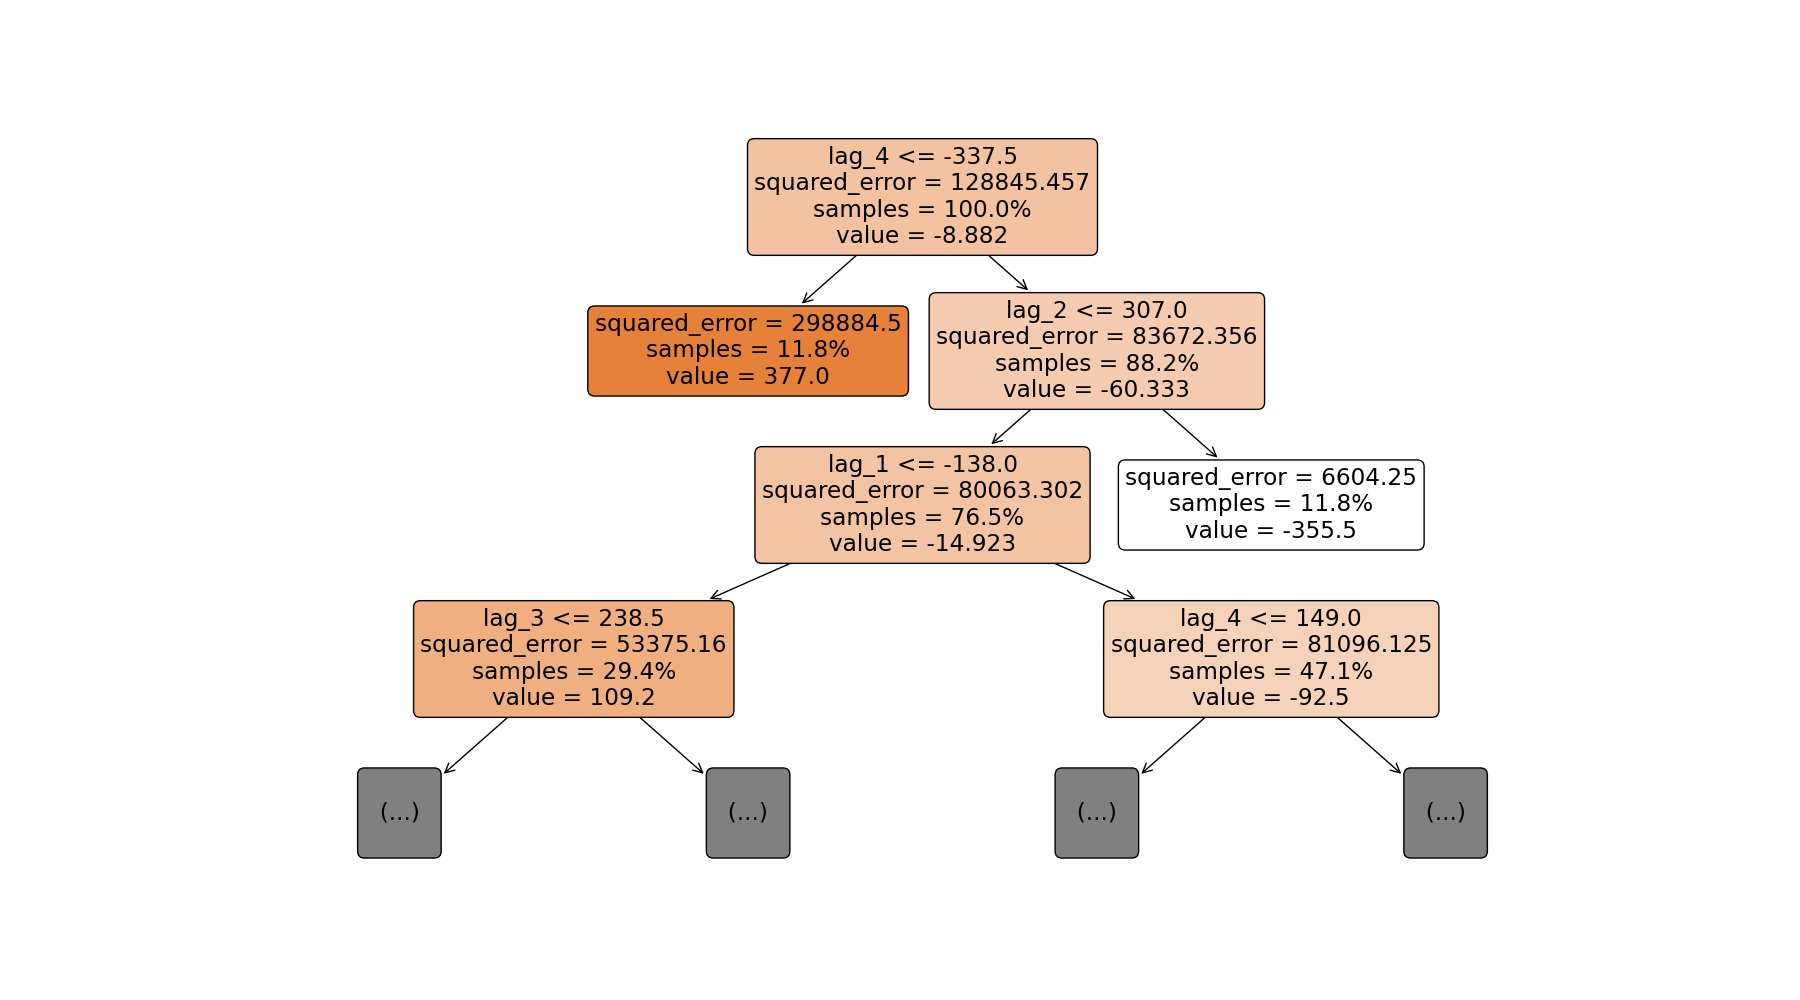 lag_4 <= -337.5
squared_error = 128845.457
samples = 100.0%
value = -8.882
squared_error = 298884.5
samples = 11.8%
value = 377.0
lag_2 <= 307.0
squared_error = 83672.356
samples = 88.2%
value = -60.333
lag_1 <= -138.0
squared_error = 80063.302
samples = 76.5%
value = -14.923
squared_error = 6604.25
samples = 11.8%
value = -355.5
lag_3 <= 238.5
squared_error = 53375.16
samples = 29.4%
value = 109.2
lag_4 <= 149.0
squared_error = 81096.125
samples = 47.1%
value = -92.5
(...)
(...)
(...)
(...)